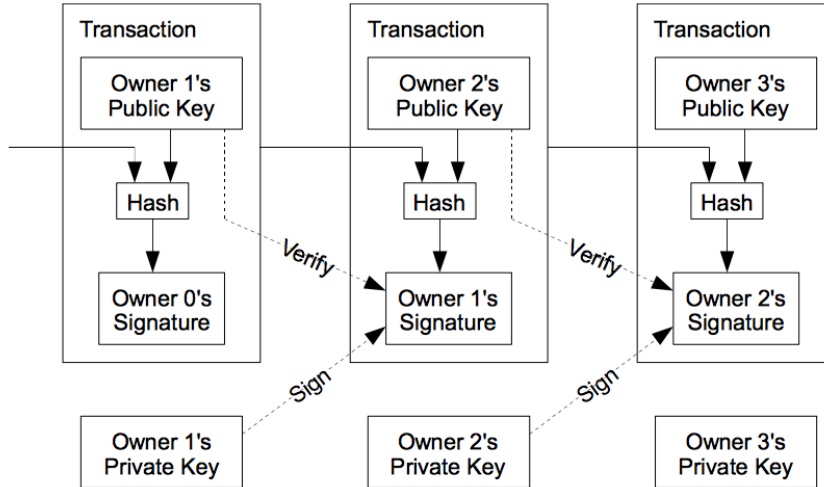 Transaction
Transaction
Transaction
Owner 1's
Public Key
Owner 2's
Public Key
Owner 3's
Public Key
Hash
Hash
Hash
Verify
Verify
Owner 0's
Signature
Owner 1's
Signature
Owner 2's
Signature
Sign
Sign
Owner 1's
Private Key
Owner 2's
Private Key
Owner 3's
Private Key